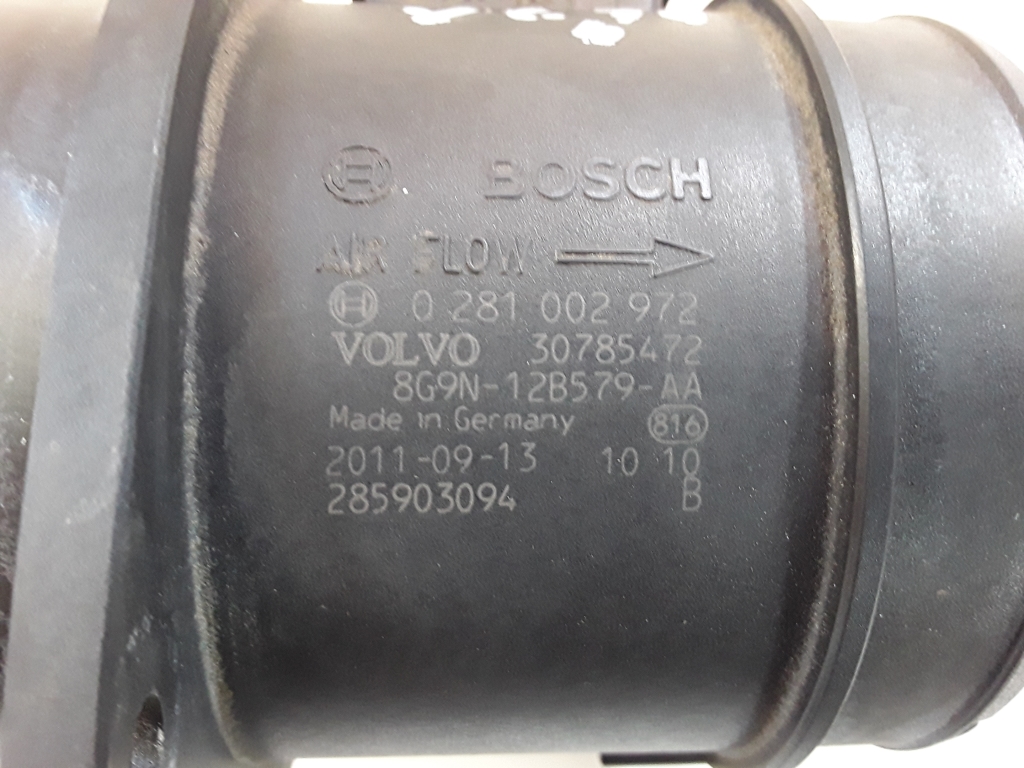 BOSCH
AIR FLOW
0 281 002 972
VOLVO 30785472
8G9N-12B579-AA
Made in Germany 816
2011-09-13 10 10
285903094 B